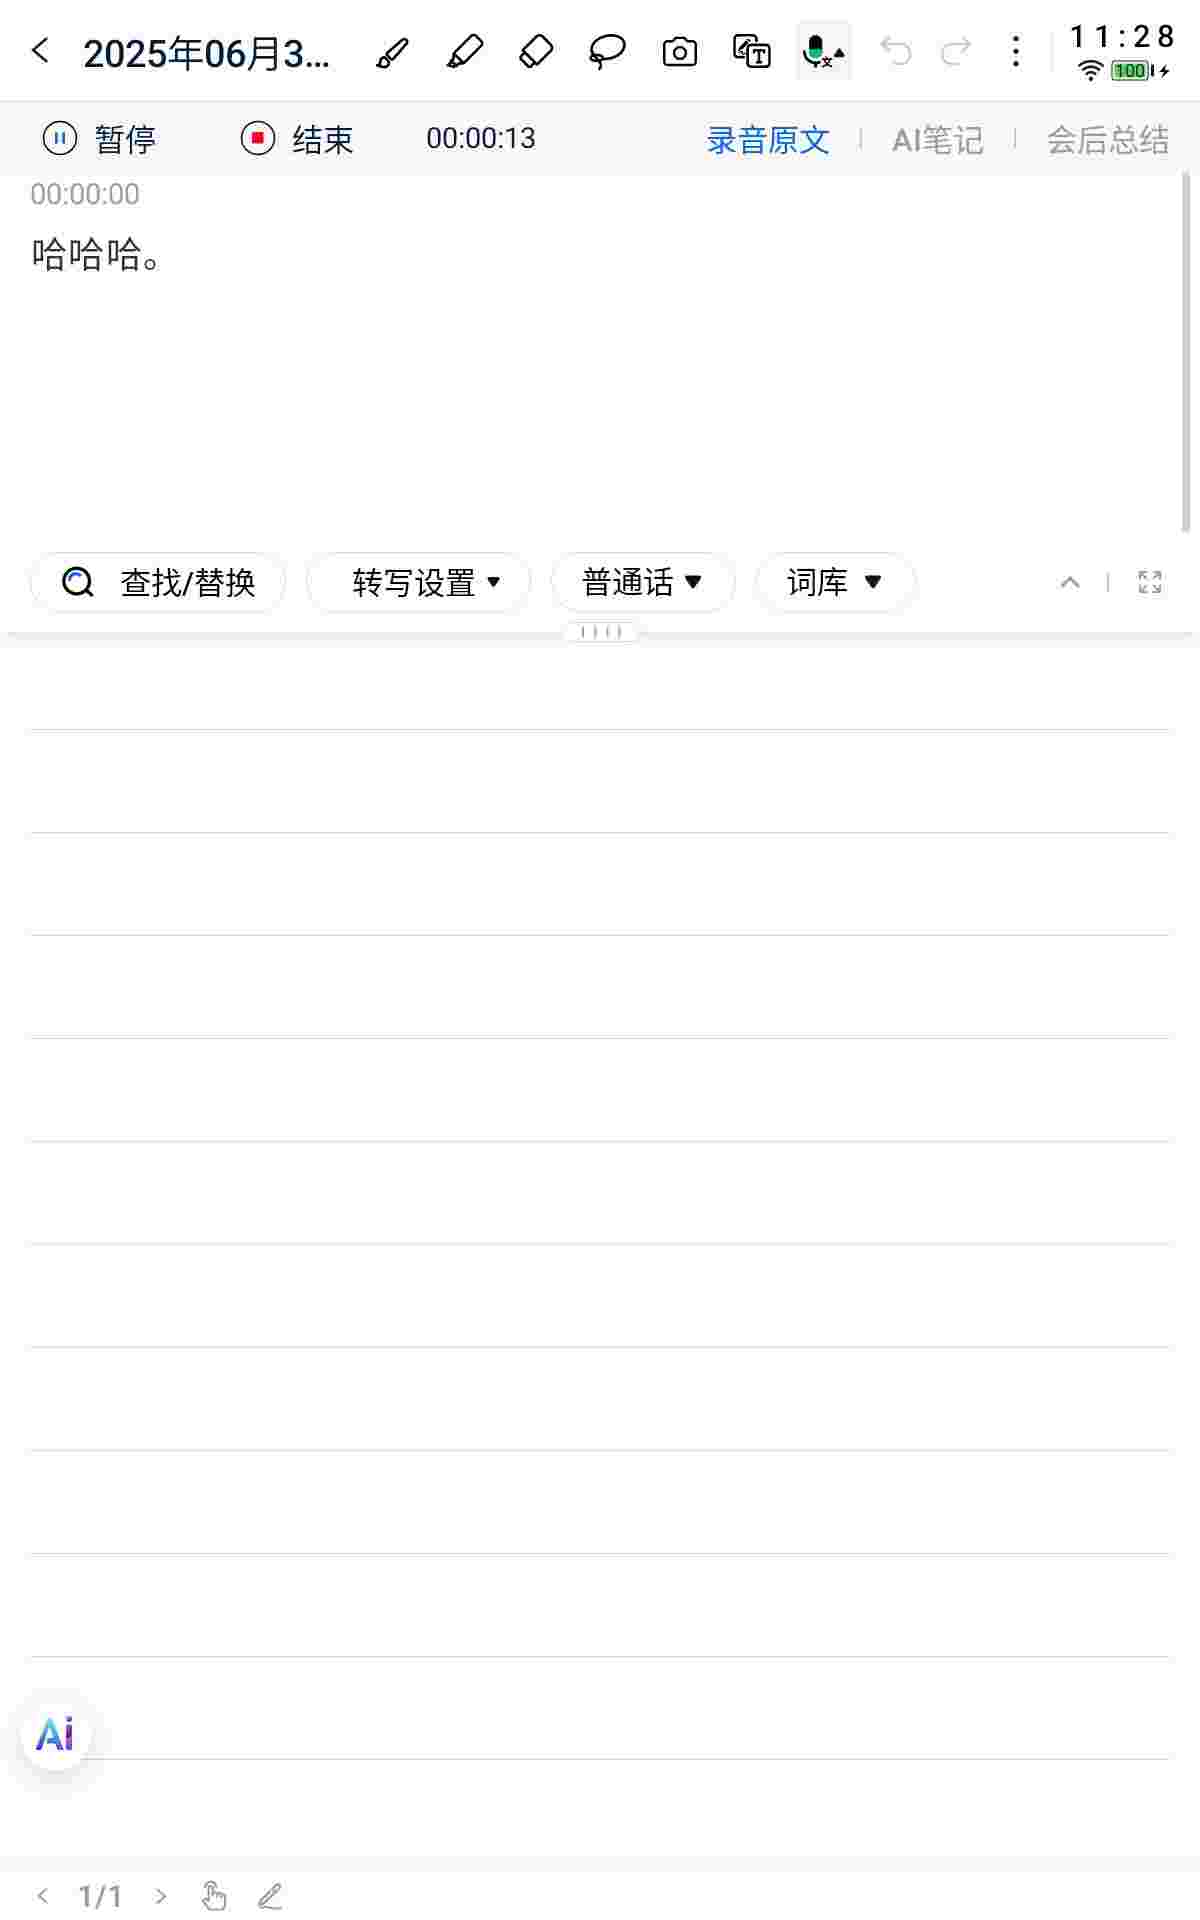 2025年06月3...
11:28
100
暂停
结束
00:00:13
录音原文
AI笔记
会后总结
00:00:00
哈哈哈。
查找/替换
转写设置
普通话
词库
Ai
1/1